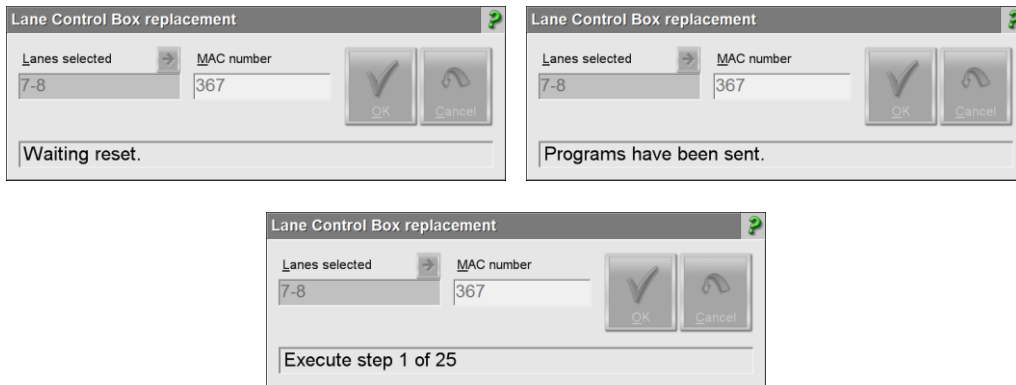 Lane Control Box replacement ?
Lanes selected MAC number
7-8 367
OK Cancel
Waiting reset.
Lane Control Box replacement ?
Lanes selected MAC number
7-8 367
OK Cancel
Programs have been sent.
Lane Control Box replacement ?
Lanes selected MAC number
7-8 367
OK Cancel
Execute step 1 of 25